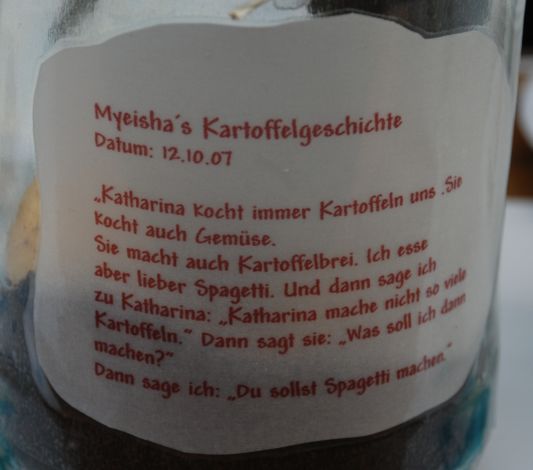 Myeisha´s Kartoffelgeschichte
Datum: 12.10.07
„Katharina kocht immer Kartoffeln uns .Sie
kocht auch Gemüse.
Sie macht auch Kartoffelbrei. Ich esse
aber lieber Spagetti. Und dann sage ich
zu Katharina: „Katharina mache nicht so viele
Kartoffeln.“ Dann sagt sie: „Was soll ich dann
machen?“
Dann sage ich: „Du sollst Spagetti machen.“